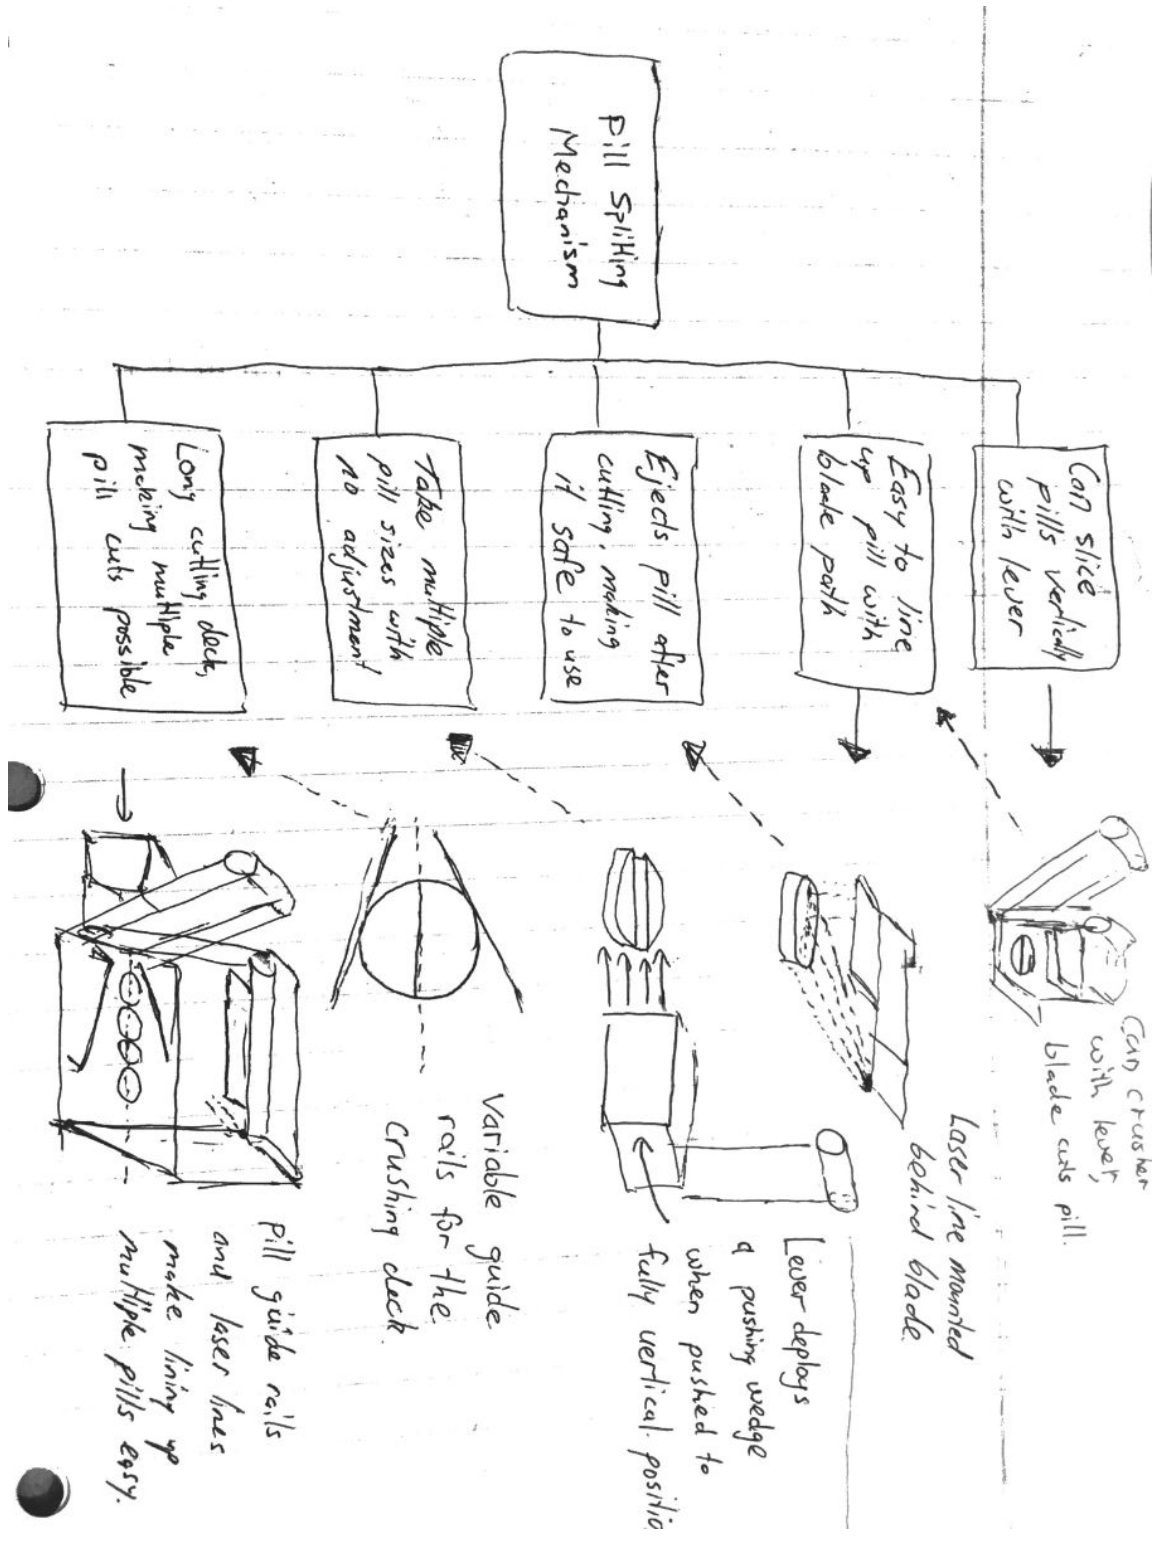 Pill Splitting
Mechanism
Can slice
pills vertically
with lever
Easy to line
up pill with
blade path
Ejects pill after
cutting, making
it safe to use
Take multiple
pill sizes with
no adjustment
Long cutting deck,
making multiple
pill cuts possible
Can crusher
with lever,
blade cuts pill.
Laser line mounted
behind blade.
Lever deploys
a pushing wedge
when pushed to
fully vertical positio
Variable guide
rails for the
crushing deck
Pill guide rails
and laser lines
make lining up
multiple pills easy.